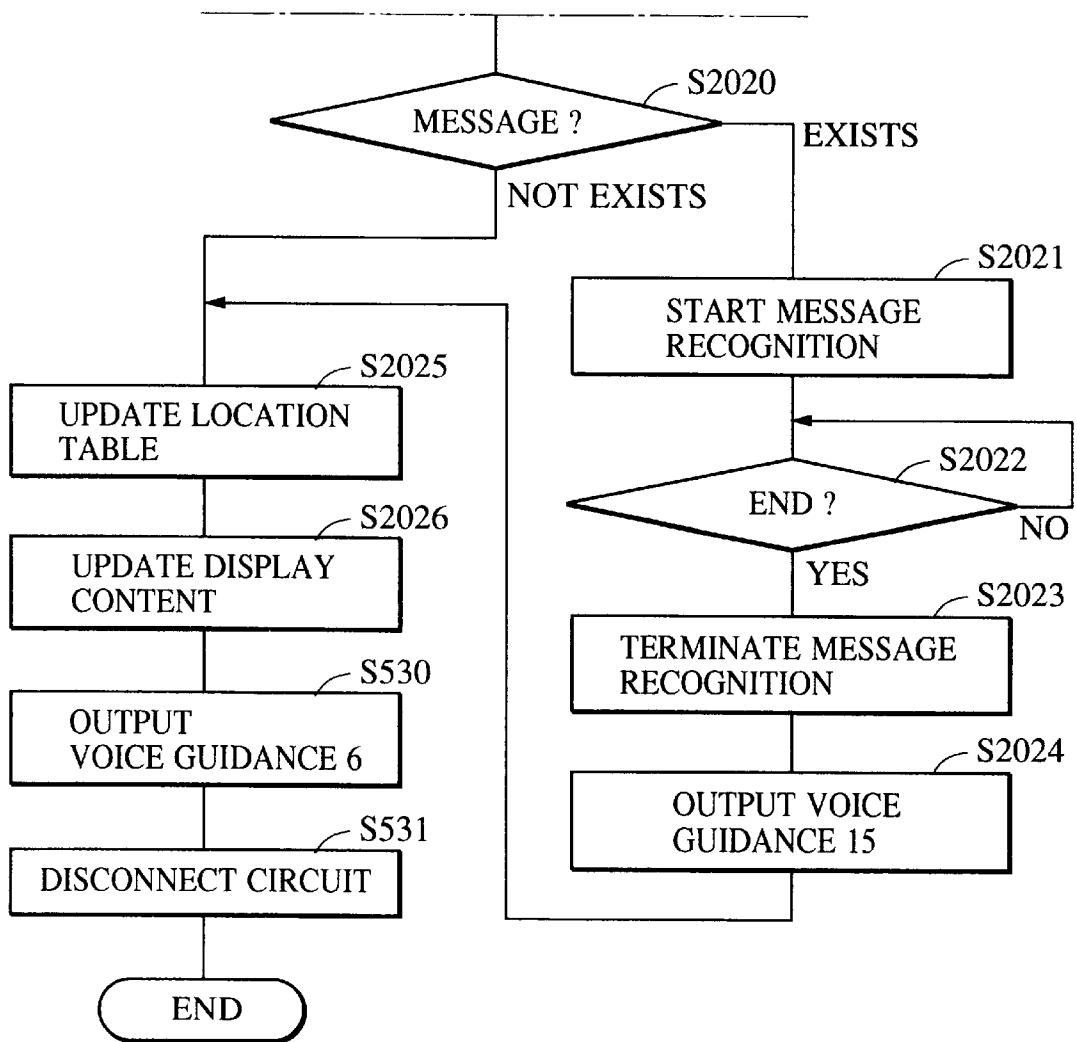 S2020
MESSAGE ?
EXISTS
NOT EXISTS
S2021
START MESSAGE
RECOGNITION
S2022
END ?
NO
YES
S2023
TERMINATE MESSAGE
RECOGNITION
S2024
OUTPUT VOICE
GUIDANCE 15
S2025
UPDATE LOCATION
TABLE
S2026
UPDATE DISPLAY
CONTENT
S530
OUTPUT
VOICE GUIDANCE 6
S531
DISCONNECT CIRCUIT
END